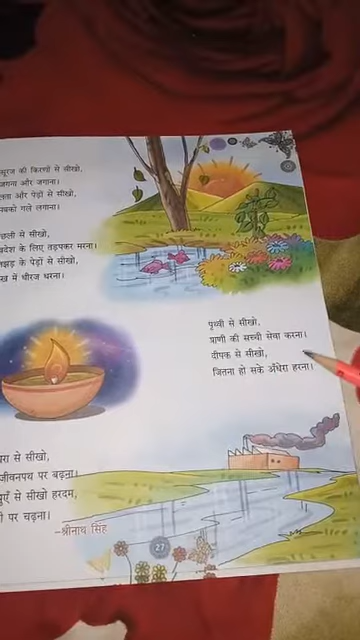 सूरज की किरणों से सीखो,
जगना और जगाना।
लता और पेड़ों से सीखो,
सबको गले लगाना।
से सीखो,
स्वदेश के लिए तड़पकर मरना।
पतझड़ के पेड़ों से सीखो,
में धीरज धरना।
पृथ्वी से सीखो,
प्राणी की सच्ची सेवा करना।
दीपक से सीखो,
जितना हो सके अँधेरा हरना।
से सीखो,
जीवनपथ पर बढ़ना।
धुएँ से सीखो हरदम,
पर चढ़ना।
–श्रीनाथ सिंह
27